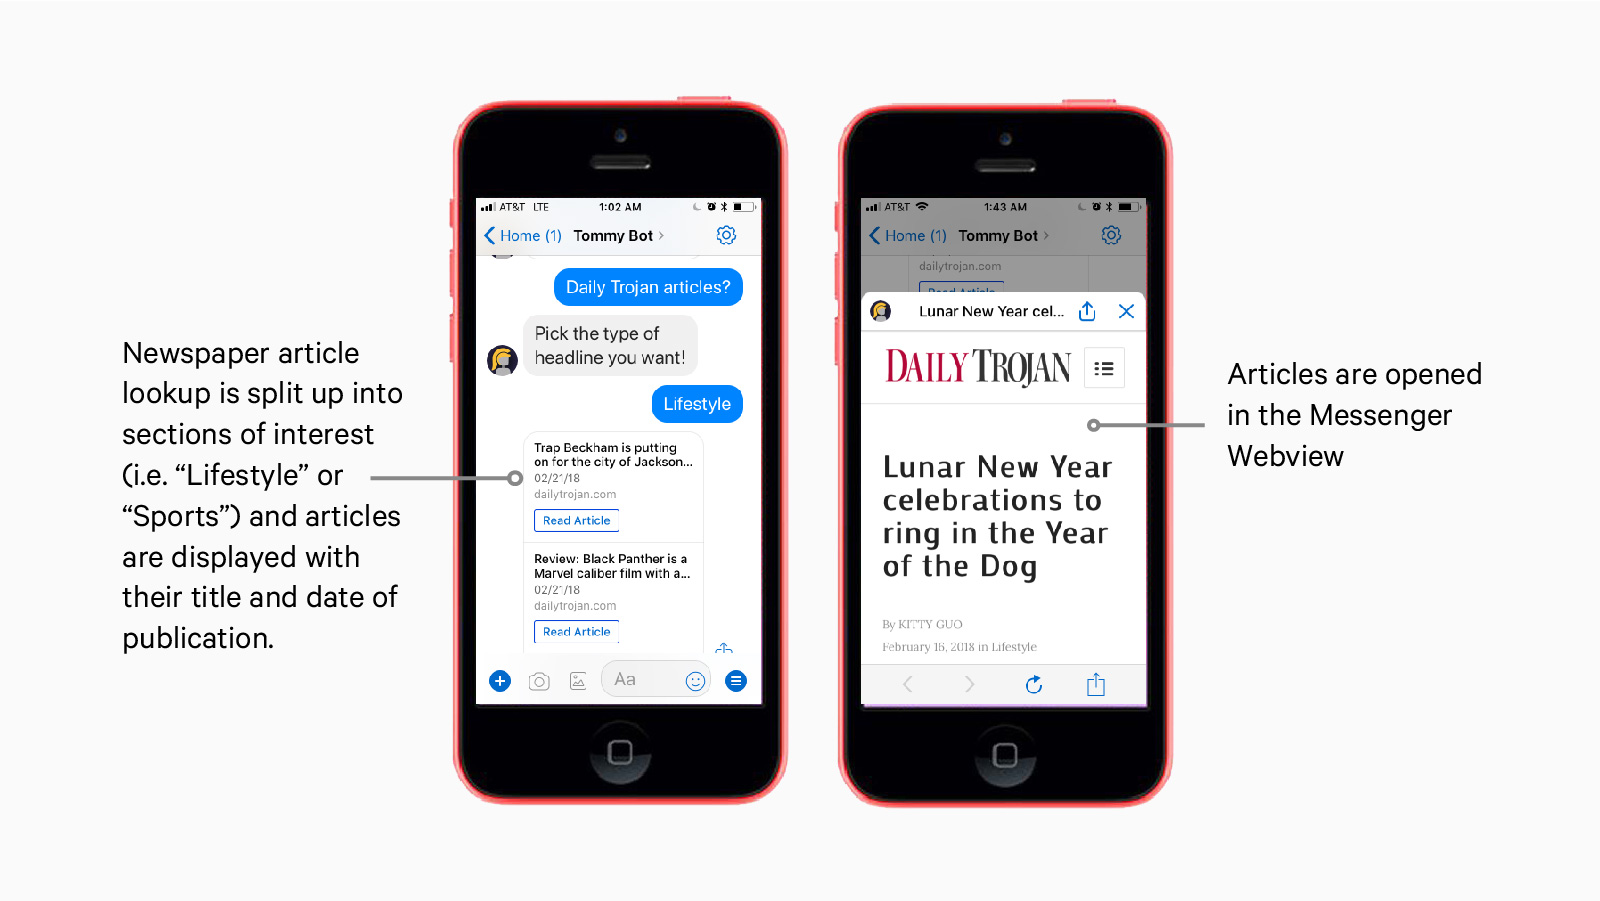 Newspaper article
lookup is split up into
sections of interest
(i.e. “Lifestyle” or
“Sports”) and articles
are displayed with
their title and date of
publication.
AT&T LTE 1:02 AM
Home (1) Tommy Bot
Daily Trojan articles?
Pick the type of
headline you want!
Lifestyle
Trap Beckham is putting
on for the city of Jackson...
02/21/18
dailytrojan.com
Read Article
Review: Black Panther is a
Marvel caliber film with a...
02/21/18
dailytrojan.com
Read Article
Aa
AT&T 1:43 AM
Home (1) Tommy Bot
dailytrojan.com
Read Article
Lunar New Year cel...
DAILY TROJAN
Lunar New Year
celebrations to
ring in the Year
of the Dog
By KITTY GUO
February 16, 2018 in Lifestyle
Articles are opened
in the Messenger
Webview